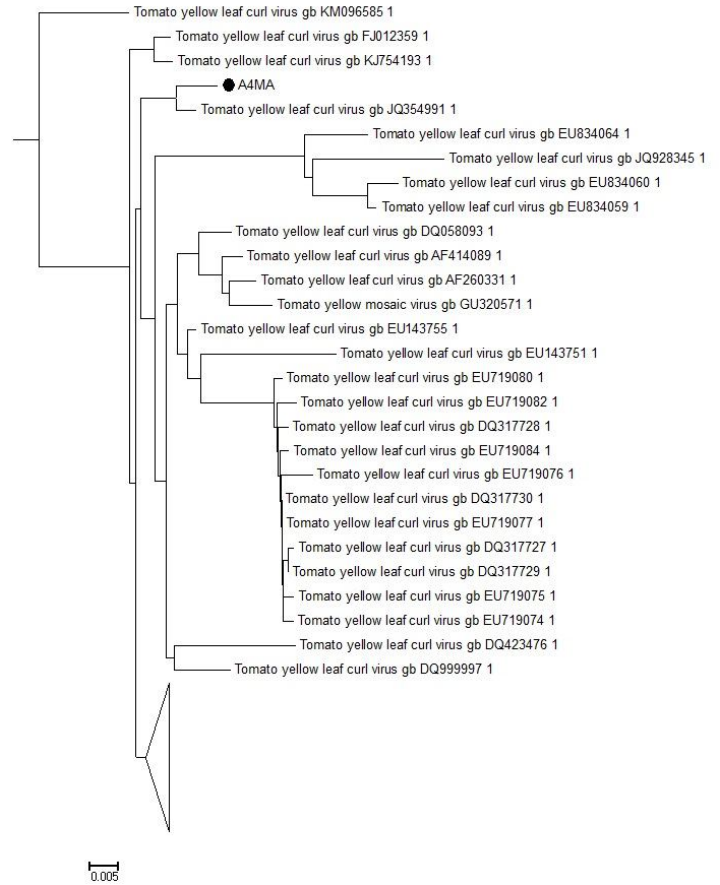 Tomato yellow leaf curl virus gb KM096585 1
Tomato yellow leaf curl virus gb FJ012359 1
Tomato yellow leaf curl virus gb KJ754193 1
A4MA
Tomato yellow leaf curl virus gb JQ354991 1
Tomato yellow leaf curl virus gb EU834064 1
Tomato yellow leaf curl virus gb JQ928345 1
Tomato yellow leaf curl virus gb EU834060 1
Tomato yellow leaf curl virus gb EU834059 1
Tomato yellow leaf curl virus gb DQ058093 1
Tomato yellow leaf curl virus gb AF414089 1
Tomato yellow leaf curl virus gb AF260331 1
Tomato yellow mosaic virus gb GU320571 1
Tomato yellow leaf curl virus gb EU143755 1
Tomato yellow leaf curl virus gb EU143751 1
Tomato yellow leaf curl virus gb EU719080 1
Tomato yellow leaf curl virus gb EU719082 1
Tomato yellow leaf curl virus gb DQ317728 1
Tomato yellow leaf curl virus gb EU719084 1
Tomato yellow leaf curl virus gb EU719076 1
Tomato yellow leaf curl virus gb DQ317730 1
Tomato yellow leaf curl virus gb EU719077 1
Tomato yellow leaf curl virus gb DQ317727 1
Tomato yellow leaf curl virus gb DQ317729 1
Tomato yellow leaf curl virus gb EU719075 1
Tomato yellow leaf curl virus gb EU719074 1
Tomato yellow leaf curl virus gb DQ423476 1
Tomato yellow leaf curl virus gb DQ999997 1
0.005